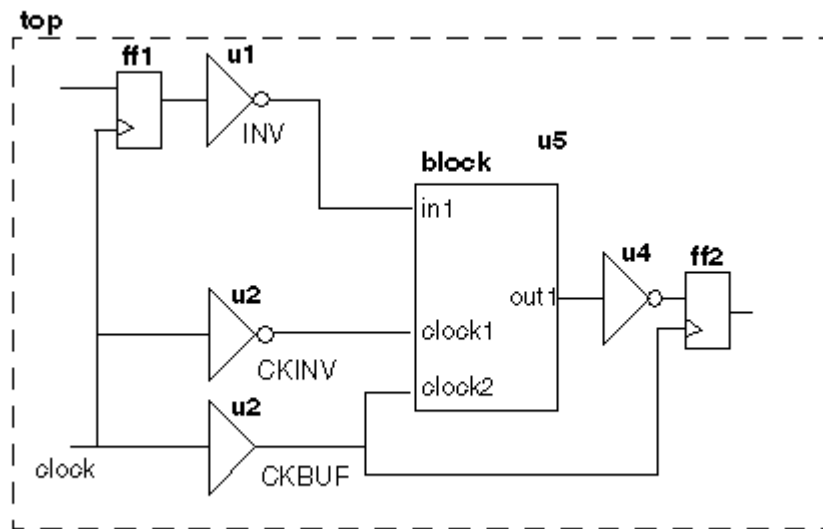 top
ff1
u1
INV
u5
block
in1
u4
ff2
out1
u2
clock1
CKINV
clock2
u2
clock
CKBUF